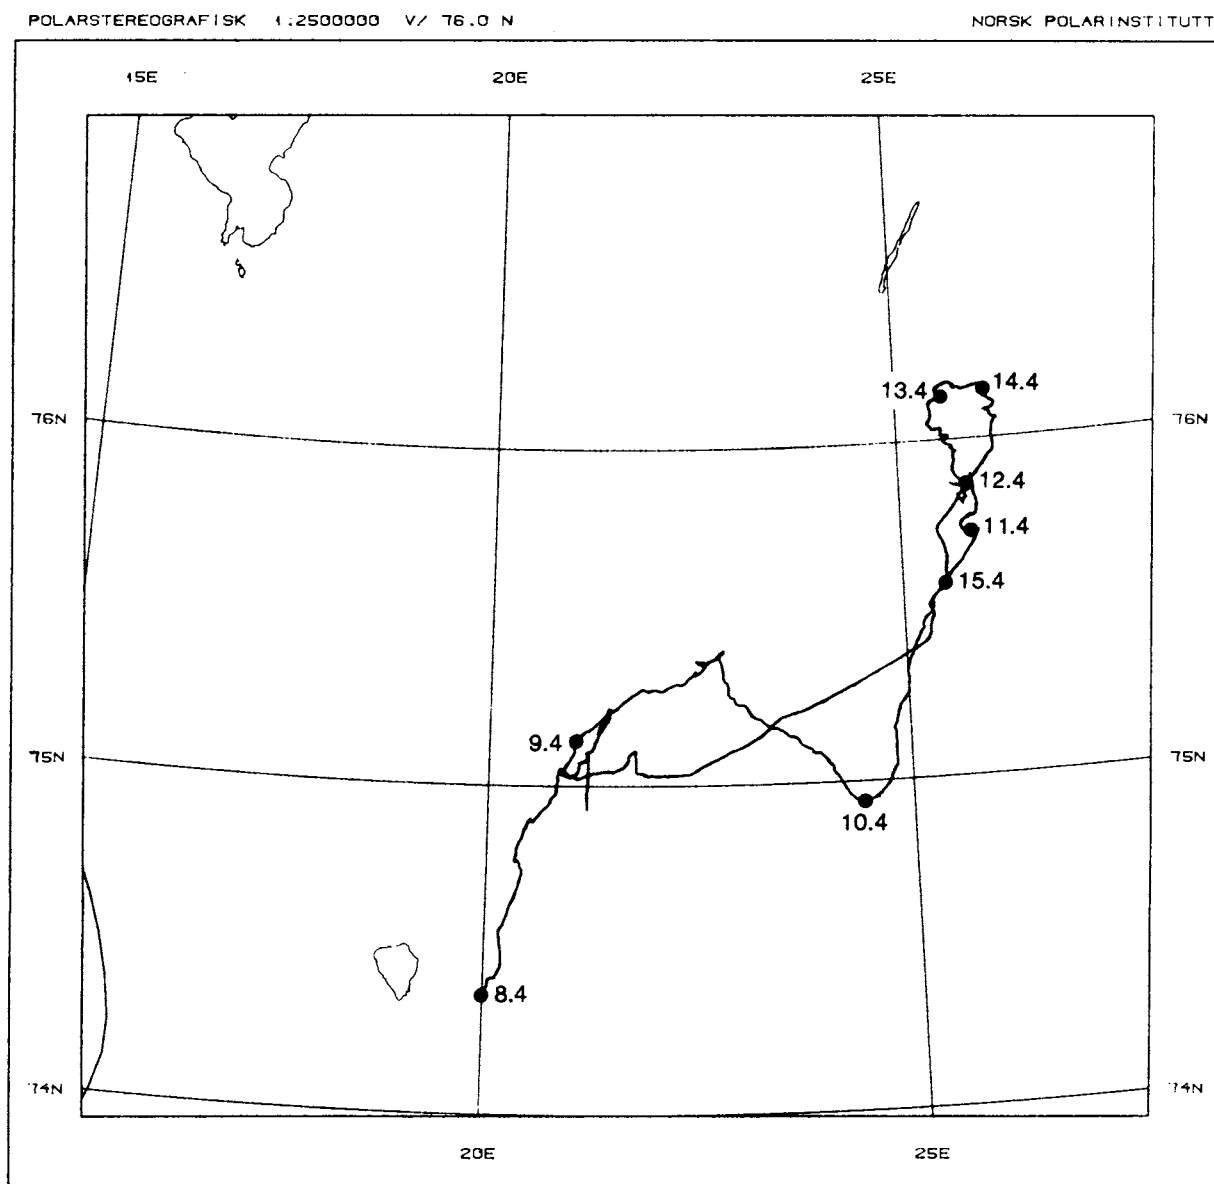 POLARSTEREOGRAFISK 1:2500000 V/ 76.0 N NORSK POLARINSTITUTT
15E 20E 25E
13.4 14.4
76N 76N
12.4
11.4
15.4
9.4
75N 75N
10.4
8.4
74N 74N
20E 25E